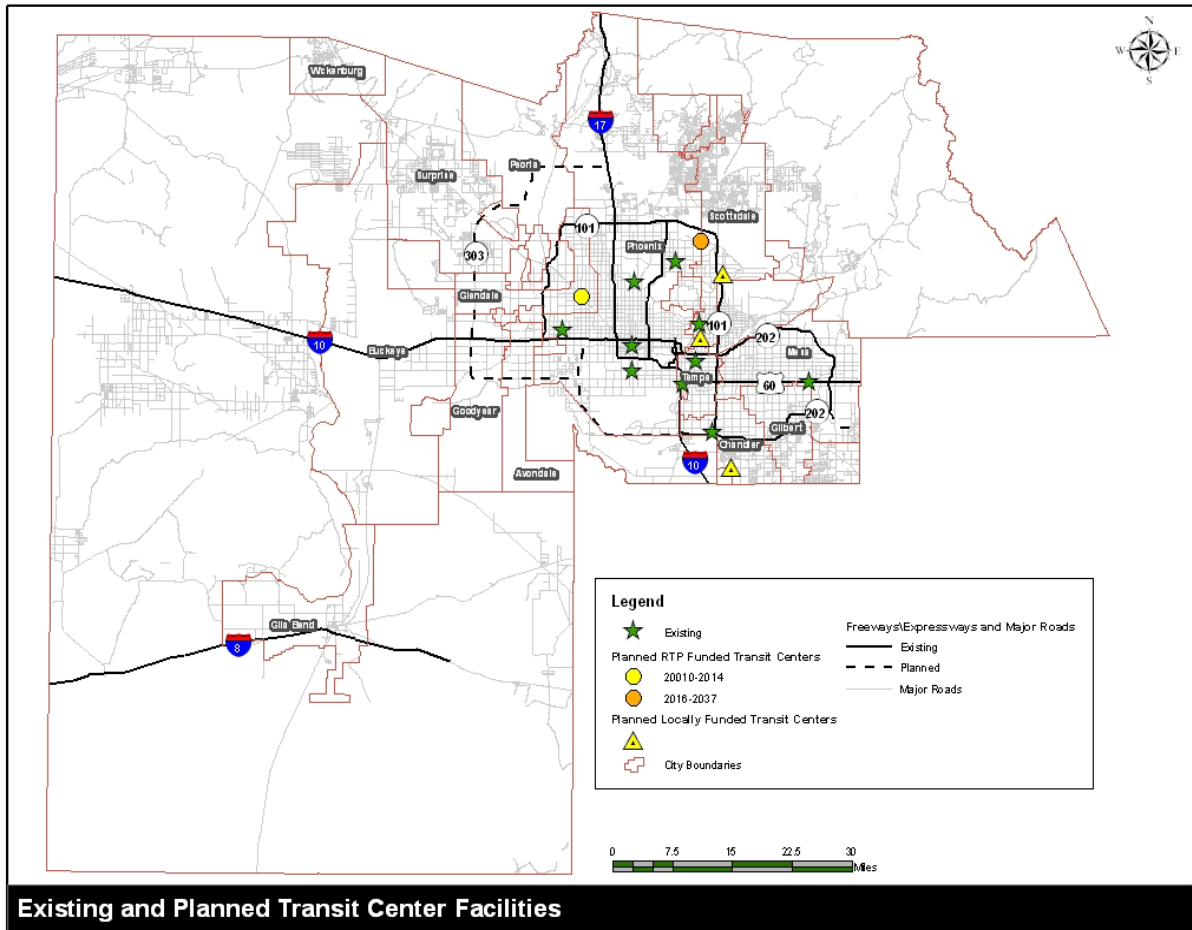 N
W E
S
Wickenburg
17
Peoria
Surprise
Scottsdale
101
Phoenix
303
Glendale
101
202
10
Buckeye
Mesa
Tempe
60
Goodyear
202
Gilbert
Chandler
10
Avondale
Gila Bend
8
Legend
Existing
Planned RTP Funded Transit Centers
20010-2014
2016-2037
Planned Locally Funded Transit Centers
City Boundaries
Freeways\Expressways and Major Roads
Existing
Planned
Major Roads
0 7.5 15 22.5 30
Miles
Existing and Planned Transit Center Facilities